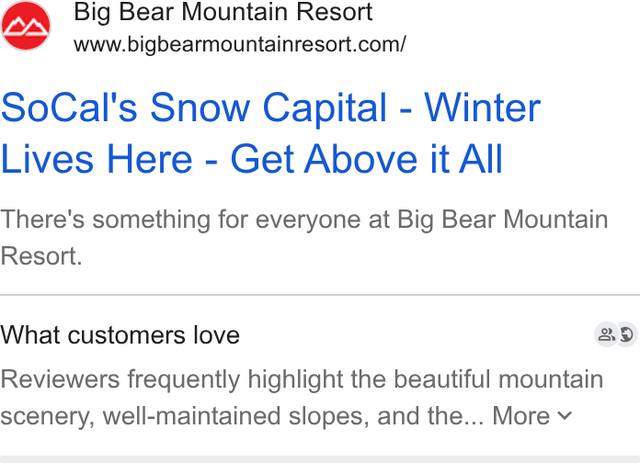 Big Bear Mountain Resort
www.bigbearmountainresort.com/
SoCal's Snow Capital - Winter
Lives Here - Get Above it All
There's something for everyone at Big Bear Mountain
Resort.
What customers love
Reviewers frequently highlight the beautiful mountain
scenery, well-maintained slopes, and the... More